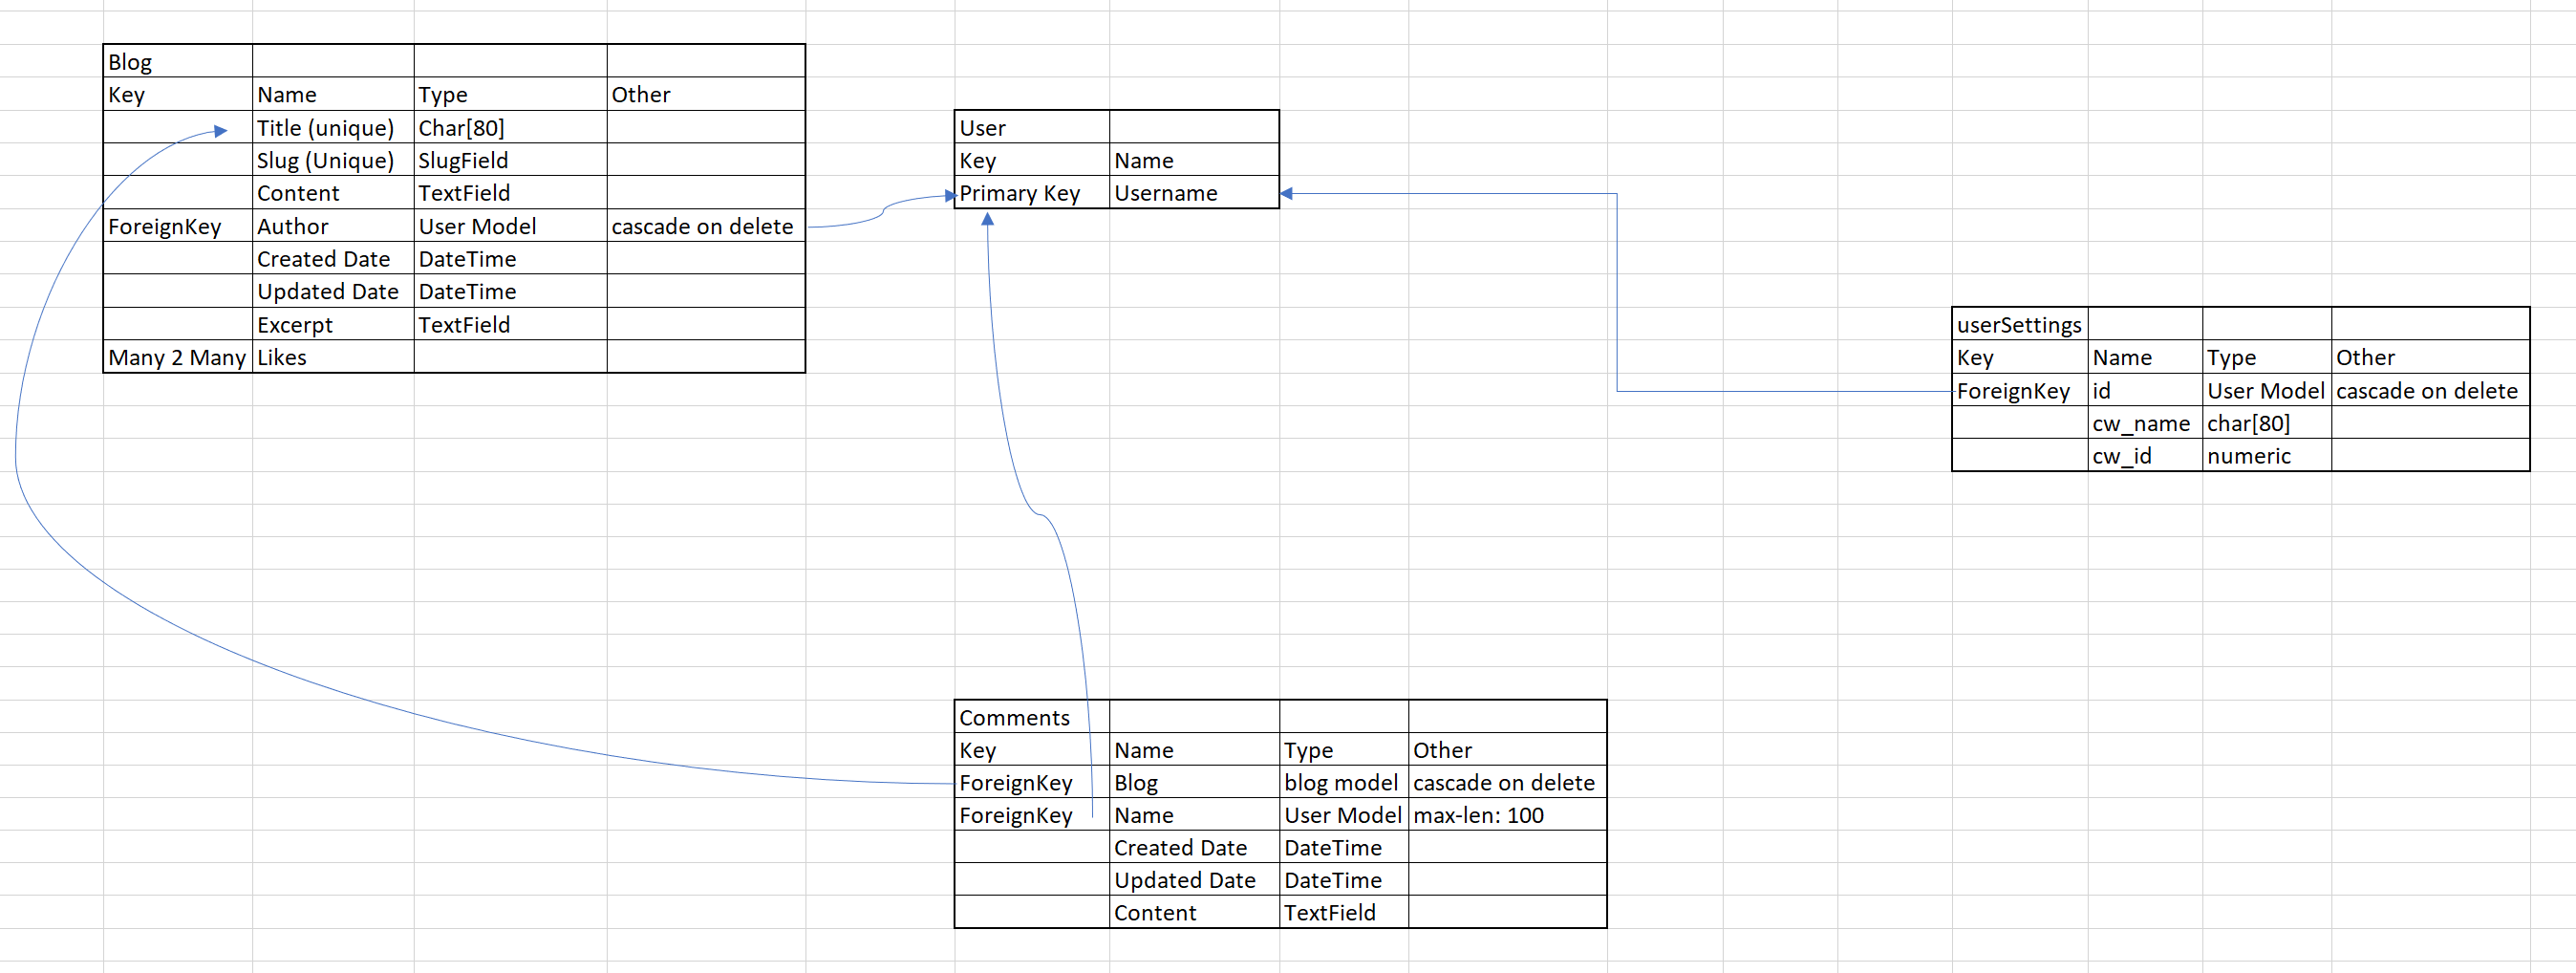 Blog
Key Name Type Other
Title (unique) Char[80]
Slug (Unique) SlugField
Content TextField
ForeignKey Author User Model cascade on delete
Created Date DateTime
Updated Date DateTime
Excerpt TextField
Many 2 Many Likes
User
Key Name
Primary Key Username
userSettings
Key Name Type Other
ForeignKey id User Model cascade on delete
cw_name char[80]
cw_id numeric
Comments
Key Name Type Other
ForeignKey Blog blog model cascade on delete
ForeignKey Name User Model max-len: 100
Created Date DateTime
Updated Date DateTime
Content TextField